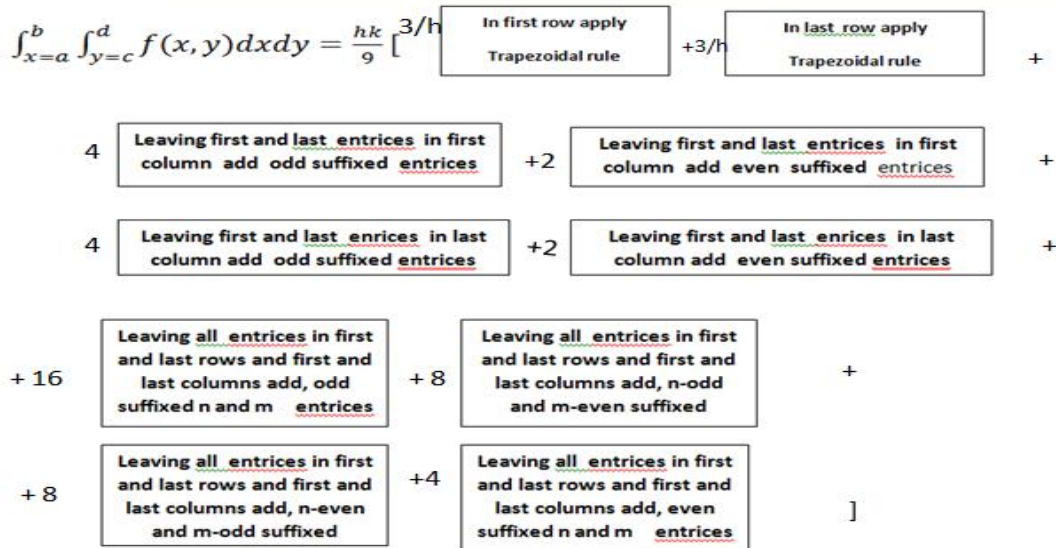 ∫_{x=a}^{b} ∫_{y=c}^{d} f(x, y)dxdy = hk/9 [ 3/h In first row apply Trapezoidal rule +3/h In last row apply Trapezoidal rule +
4 Leaving first and last entrices in first column add odd suffixed entrices +2 Leaving first and last entrices in first column add even suffixed entrices +
4 Leaving first and last enrices in last column add odd suffixed entrices +2 Leaving first and last enrices in last column add even suffixed entrices +
+ 16 Leaving all entrices in first and last rows and first and last columns add, odd suffixed n and m entrices + 8 Leaving all entrices in first and last rows and first and last columns add, n-odd and m-even suffixed +
+ 8 Leaving all entrices in first and last rows and first and last columns add, n-even and m-odd suffixed +4 Leaving all entrices in first and last rows and first and last columns add, even suffixed n and m entrices ]